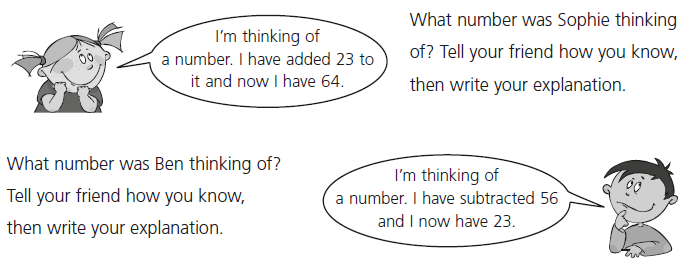 I'm thinking of
a number. I have added 23 to
it and now I have 64.
What number was Sophie thinking
of? Tell your friend how you know,
then write your explanation.
What number was Ben thinking of?
Tell your friend how you know,
then write your explanation.
I'm thinking of
a number. I have subtracted 56
and I now have 23.